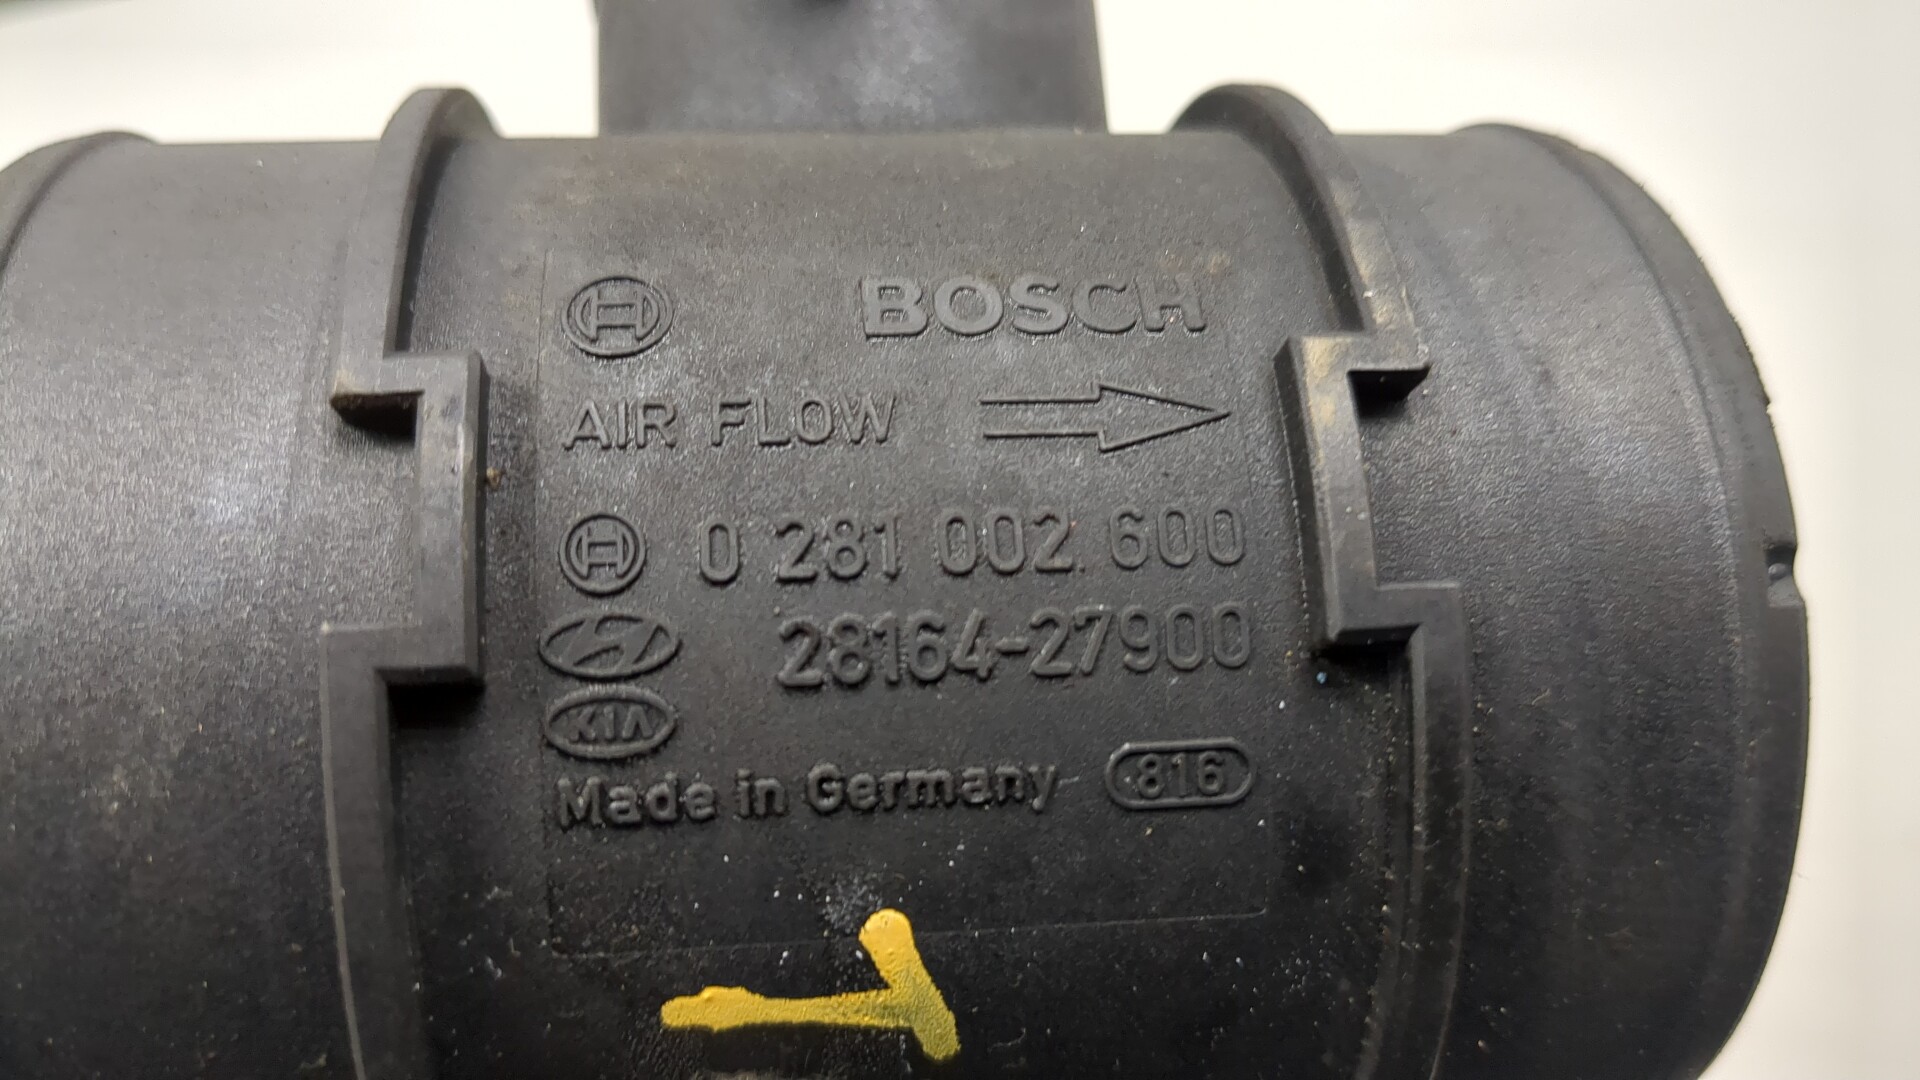 BOSCH
AIR FLOW
0 281 002 600
28164-27900
KIA
Made in Germany 816